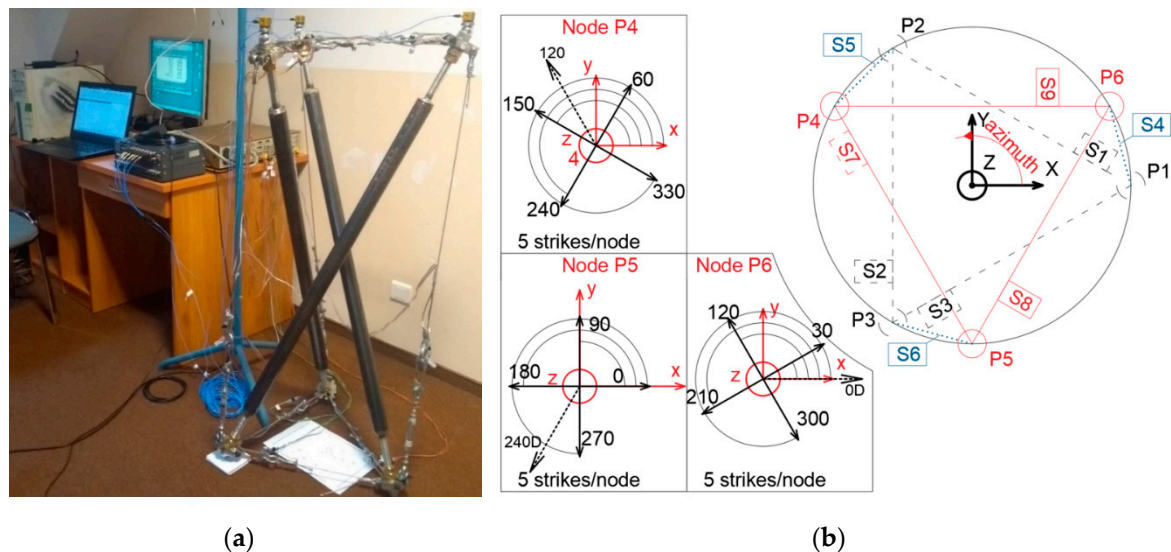 Node P4
120
y
60
150
x
z
4
330
240
5 strikes/node
Node P5
y
90
180
0
x
z
240D
270
5 strikes/node
Node P6
y
120
30
z
x
0D
210
300
5 strikes/node
P2
S5
P6
S9
P4
S4
Y
azimuth
S7
S1
Z
X
P1
S2
S3
S8
P3
S6
P5
(a)
(b)